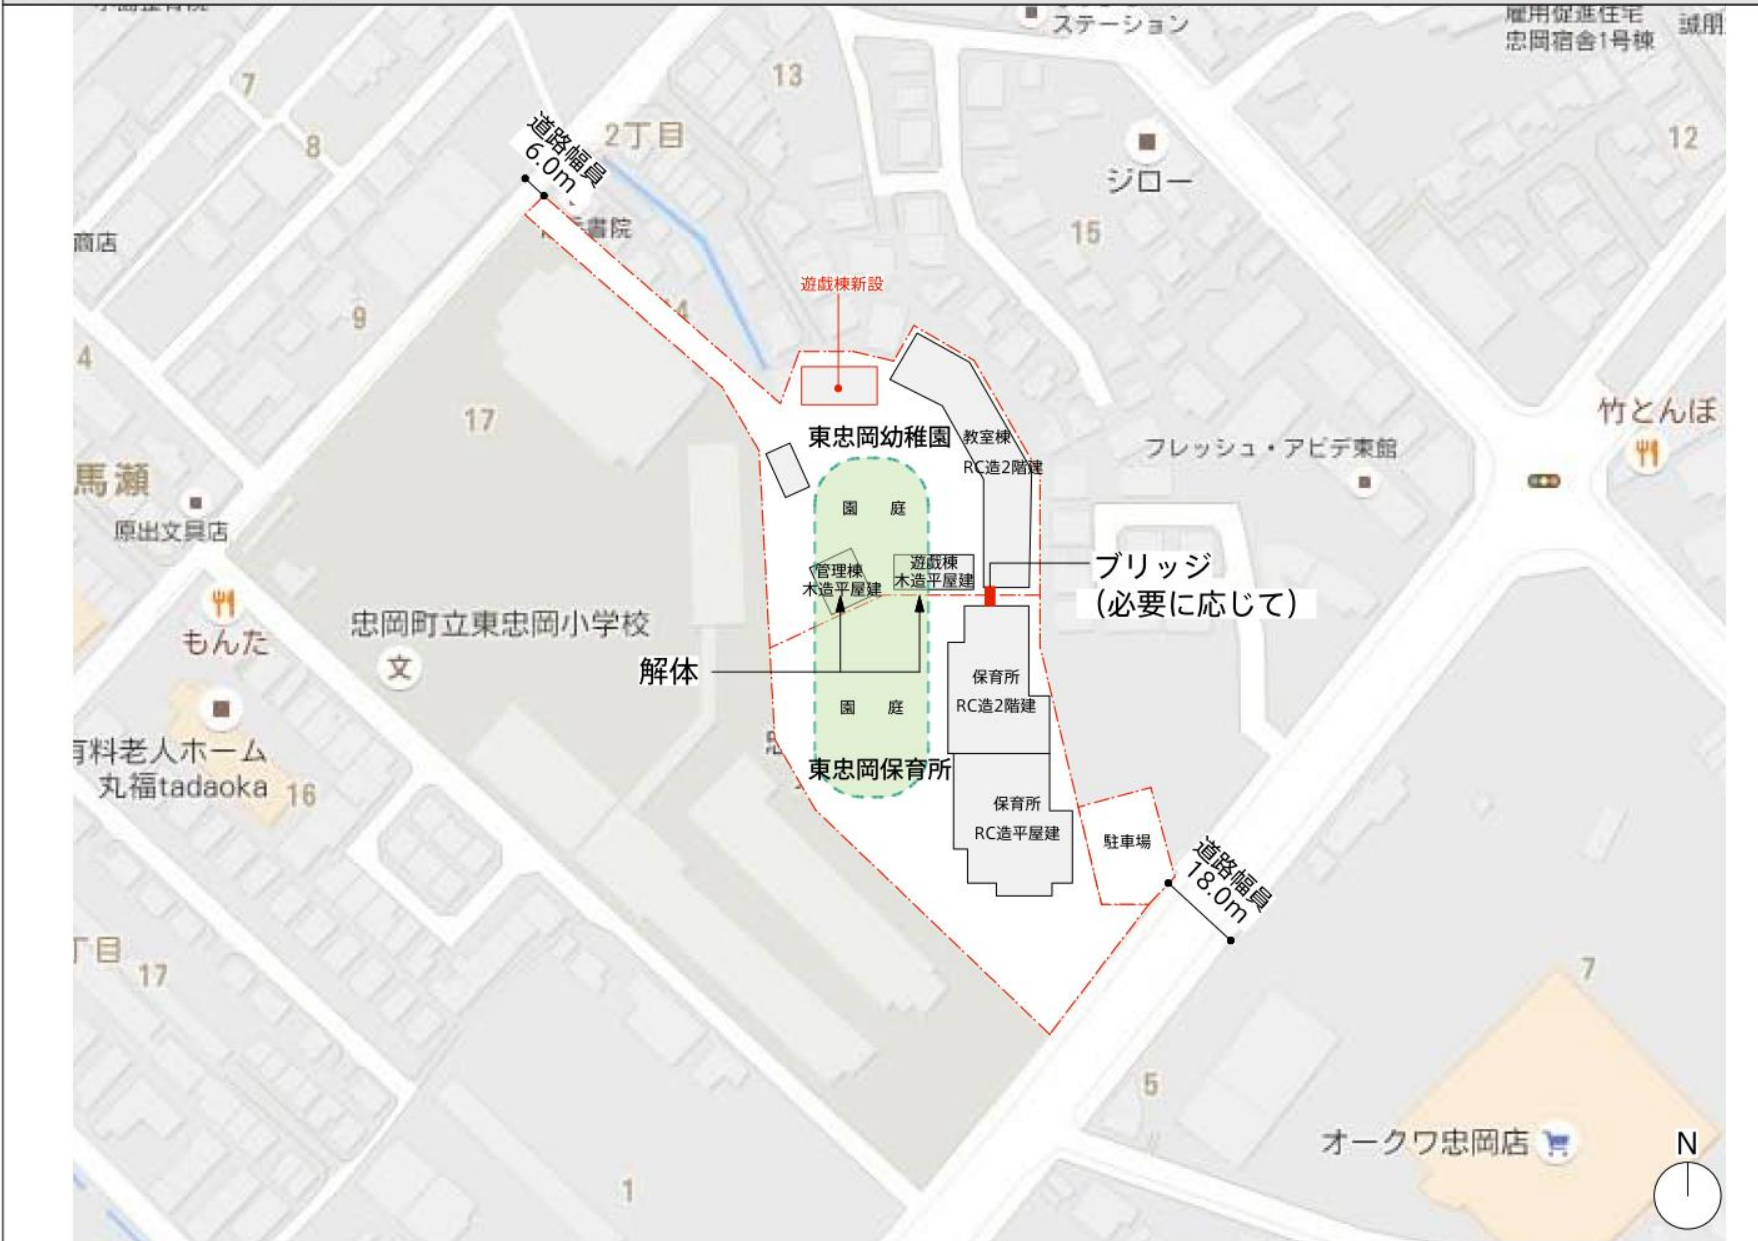 ステーション
雇用促進住宅
忠岡宿舎1号棟
誠朋
13
7
8
2丁目
12
道路幅員
6.0m
ジロー
書院
商店
15
遊戯棟新設
9
4
17
竹とんぼ
東忠岡幼稚園
教室棟
RC造2階建
フレッシュ・アビデ東館
馬瀬
原出文具店
園 庭
管理棟
木造平屋建
遊戯棟
木造平屋建
ブリッジ
（必要に応じて）
もんた
忠岡町立東忠岡小学校
文
解体
保育所
RC造2階建
園 庭
有料老人ホーム
丸福tadaoka
16
東忠岡保育所
保育所
RC造平屋建
駐車場
道路幅員
18.0m
丁目
17
7
5
オークワ忠岡店
N
1